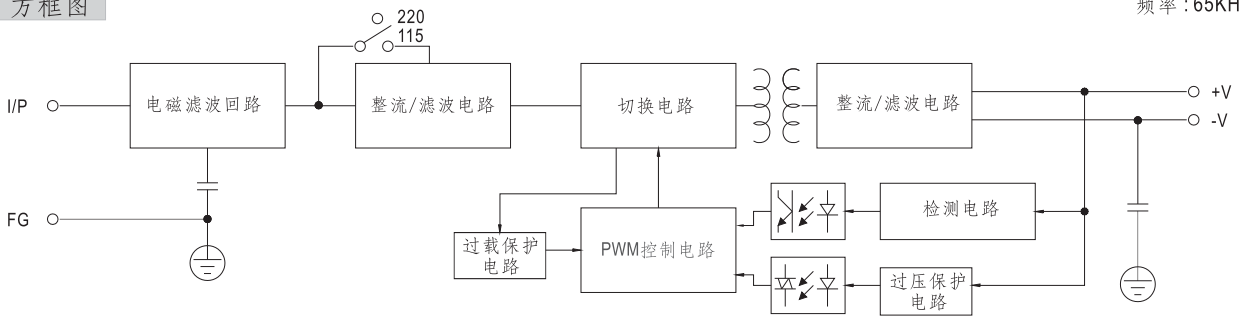 方框图
频率:65KH
220
115
I/P
电磁滤波回路
整流/滤波电路
切换电路
整流/滤波电路
+V
-V
FG
过载保护
电路
PWM控制电路
检测电路
过压保护
电路